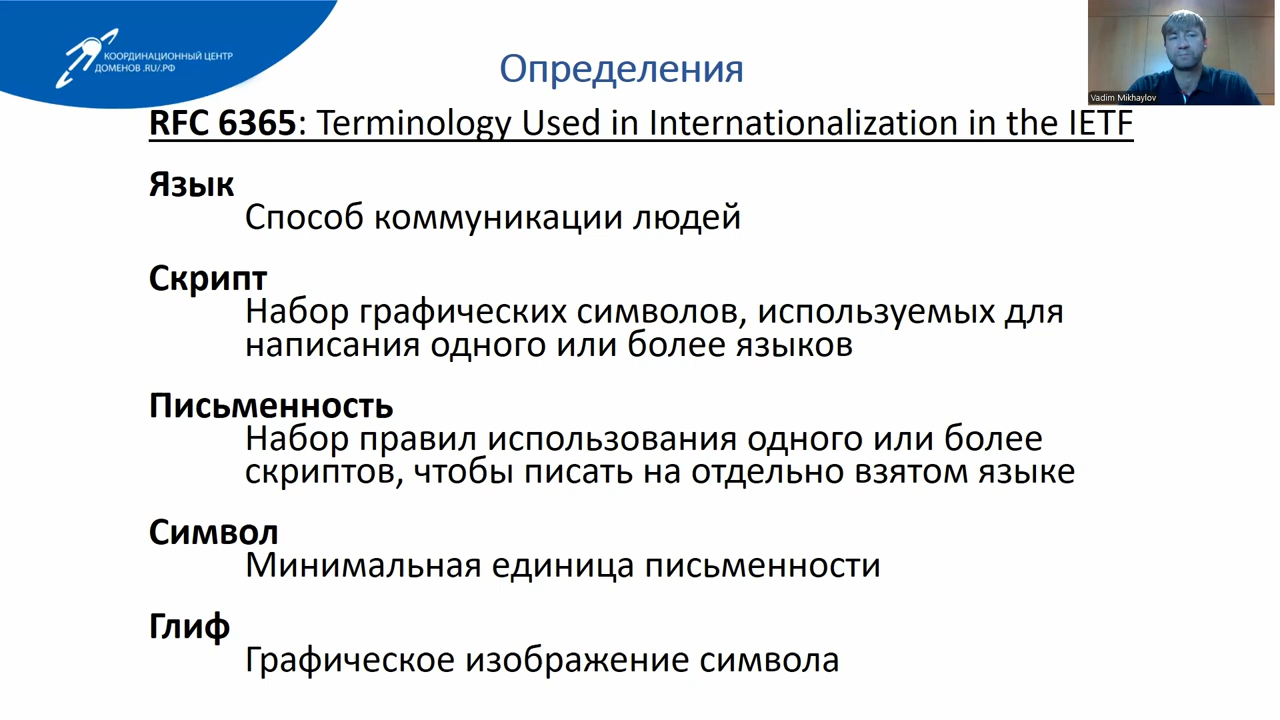 КООРДИНАЦИОННЫЙ ЦЕНТР
ДОМЕНОВ .RU/.РФ
Определения
Vadim Mikhaylov
RFC 6365: Terminology Used in Internationalization in the IETF
Язык
Способ коммуникации людей
Скрипт
Набор графических символов, используемых для
написания одного или более языков
Письменность
Набор правил использования одного или более
скриптов, чтобы писать на отдельно взятом языке
Символ
Минимальная единица письменности
Глиф
Графическое изображение символа